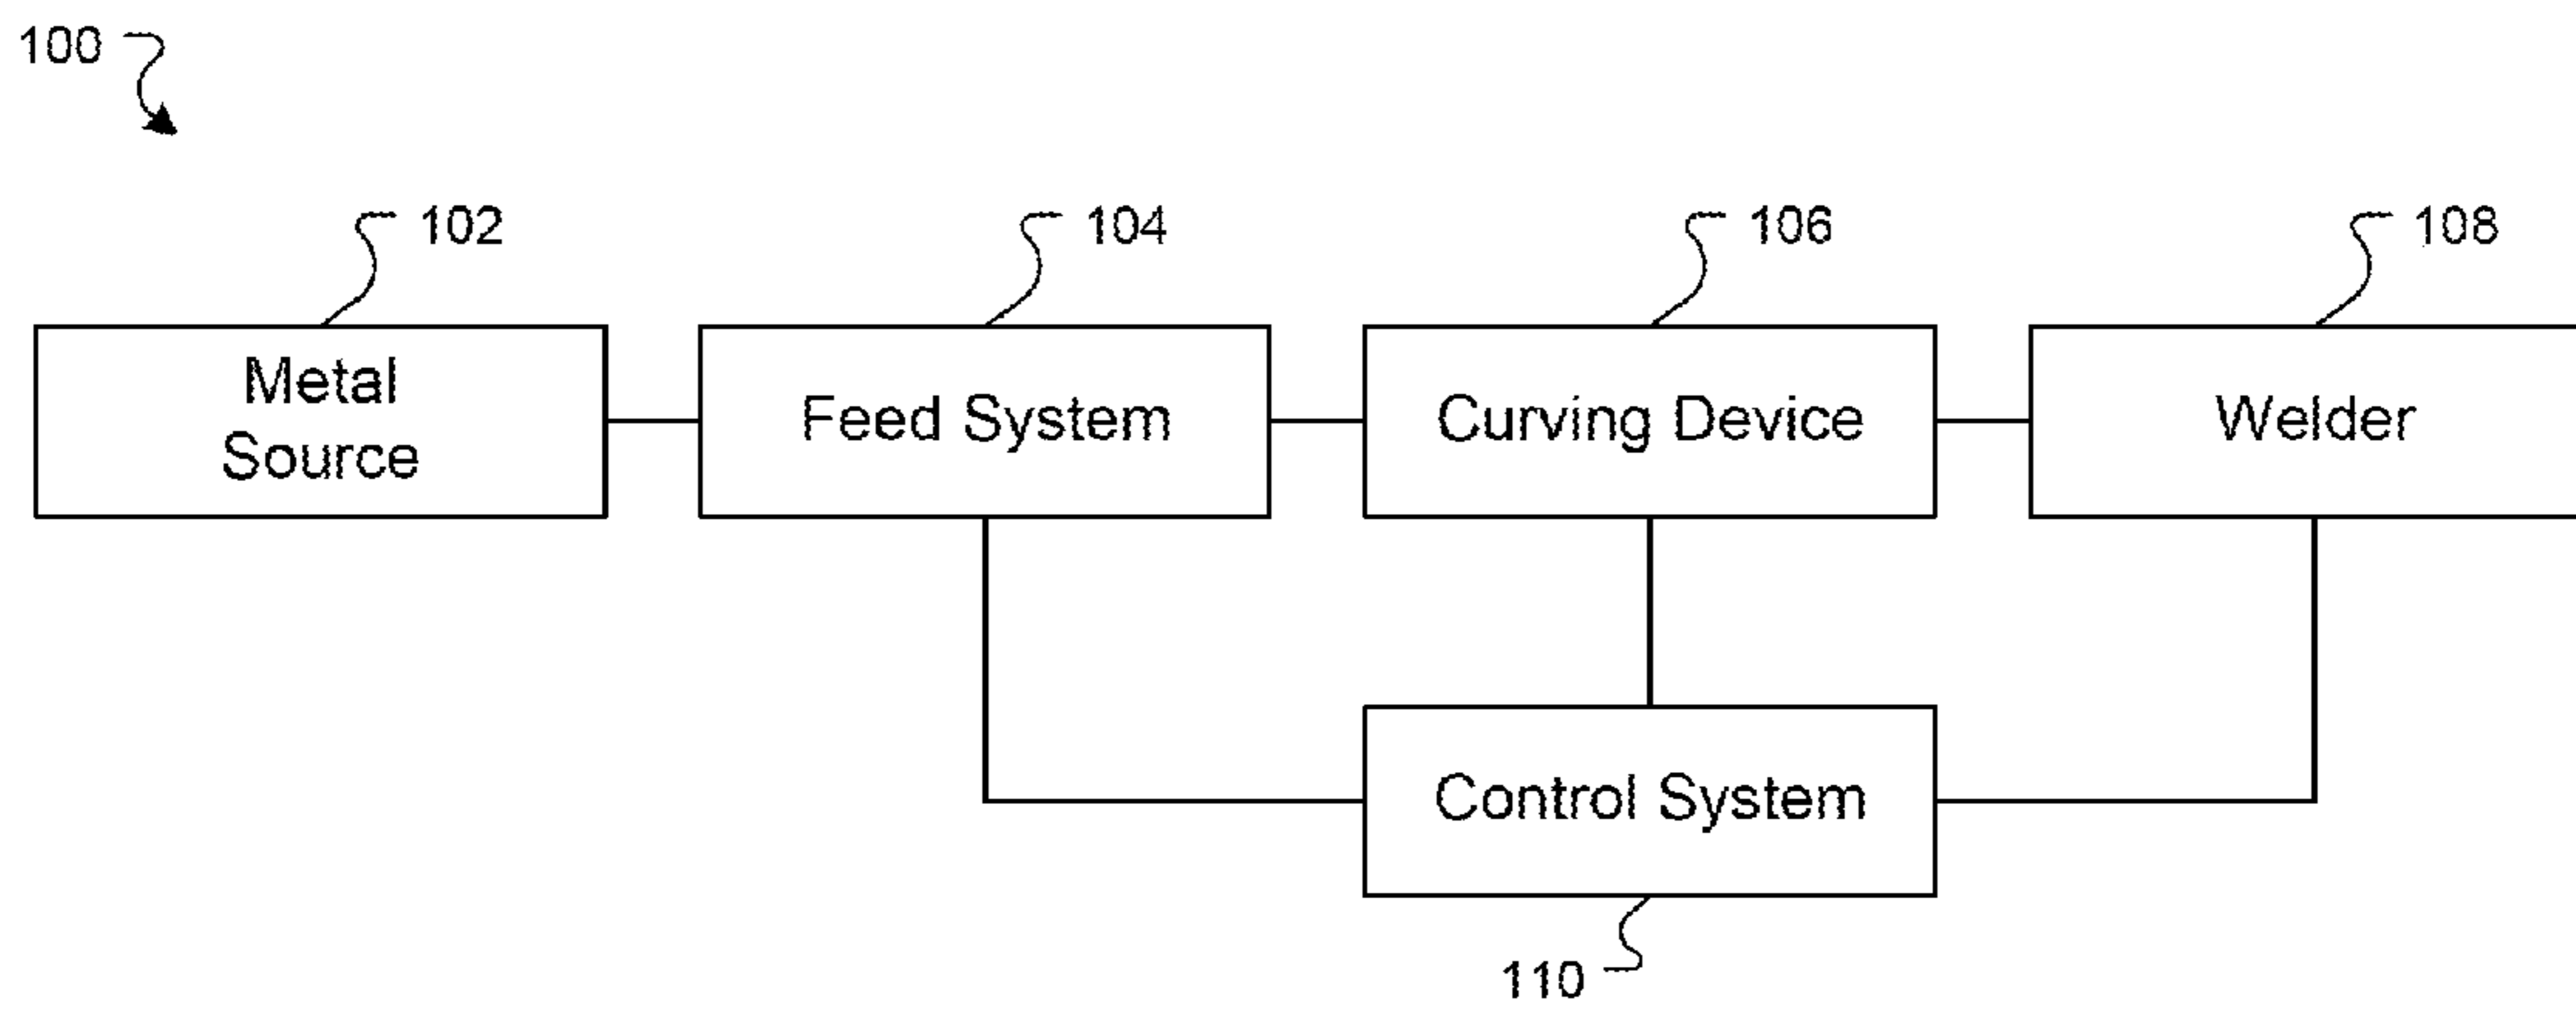 100
102
104
106
108
Metal
Source
Feed System
Curving Device
Welder
Control System
110